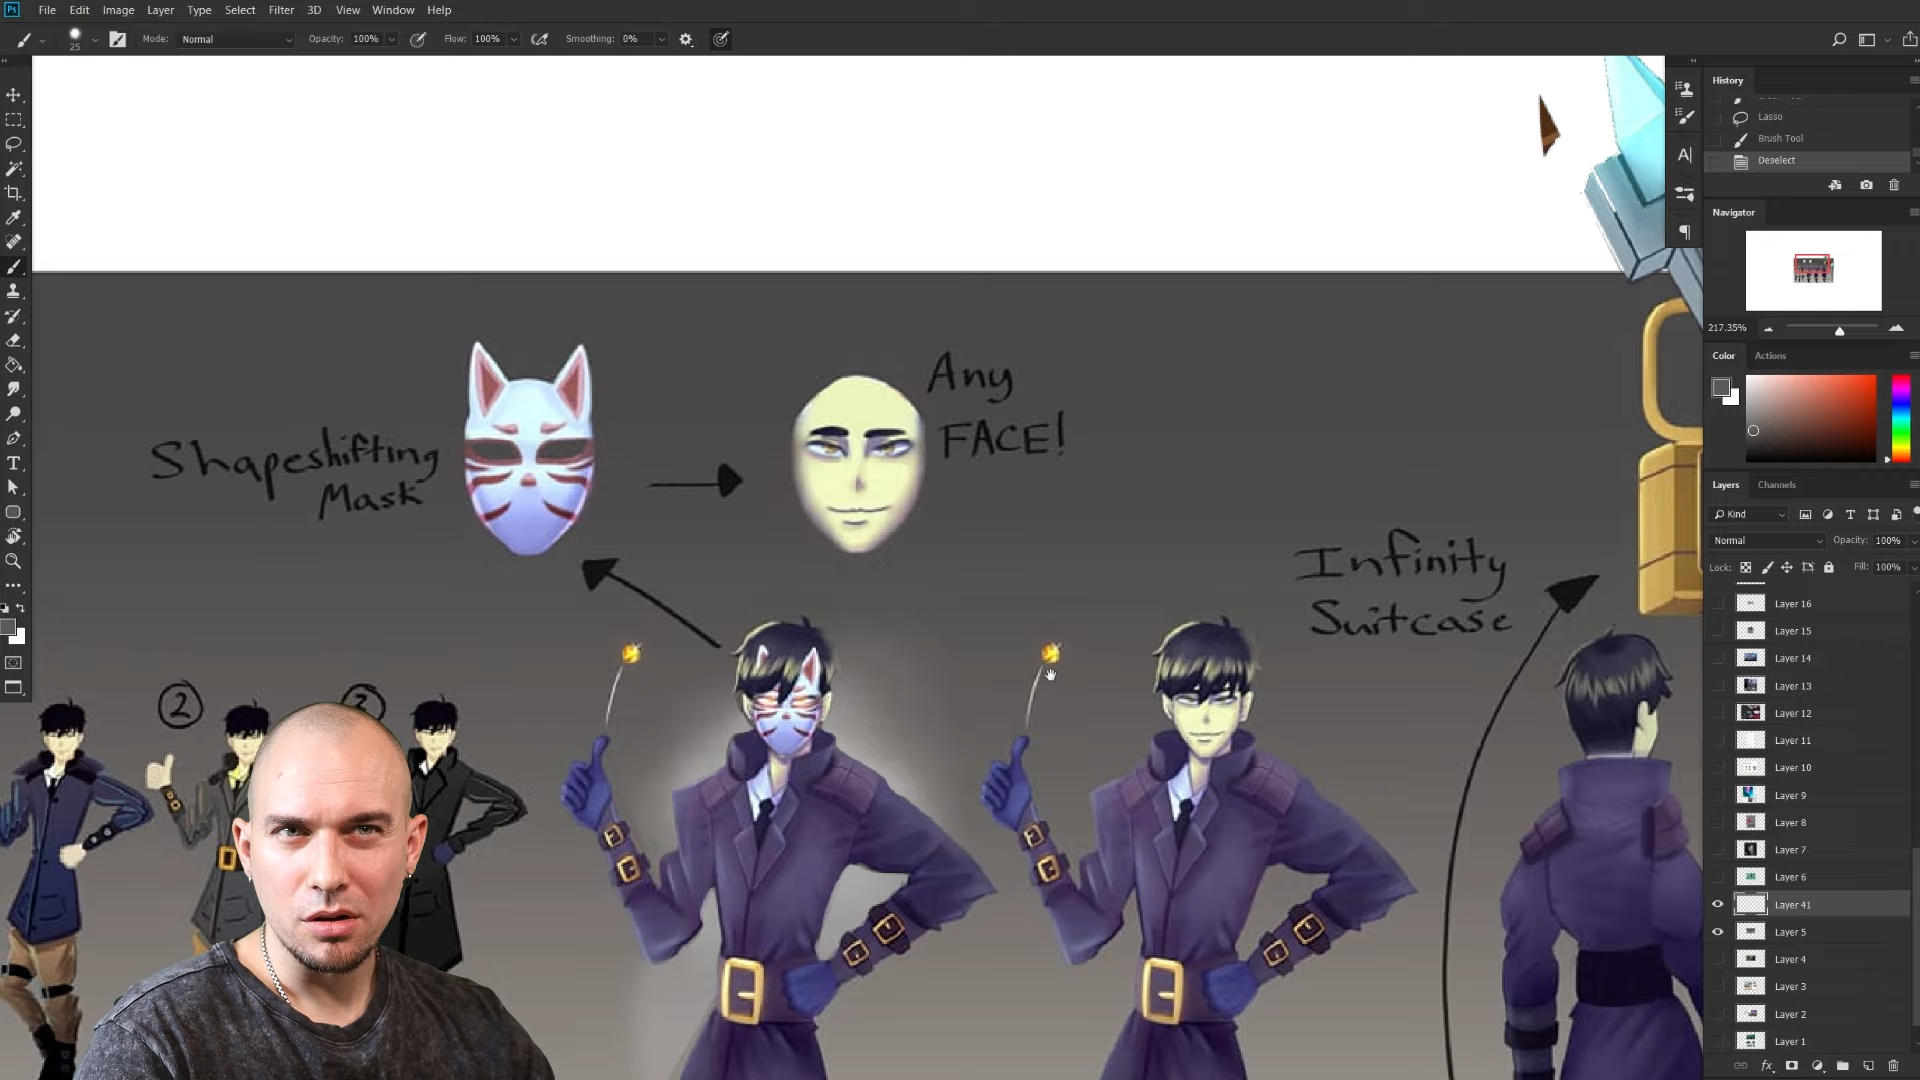 Ps File Edit Image Layer Type Select Filter 3D View Window Help
25 Mode: Normal Opacity: 100% Flow: 100% Smoothing: 0%
History
Lasso
Brush Tool
Deselect
Navigator
217.35%
Color Actions
Layers Channels
Kind
Normal Opacity: 100%
Lock: Fill: 100%
Layer 16
Layer 15
Layer 14
Layer 13
Layer 12
Layer 11
Layer 10
Layer 9
Layer 8
Layer 7
Layer 6
Layer 41
Layer 5
Layer 4
Layer 3
Layer 2
Layer 1
Shapeshifting
Mask
Any
FACE!
Infinity
Suitcase
2